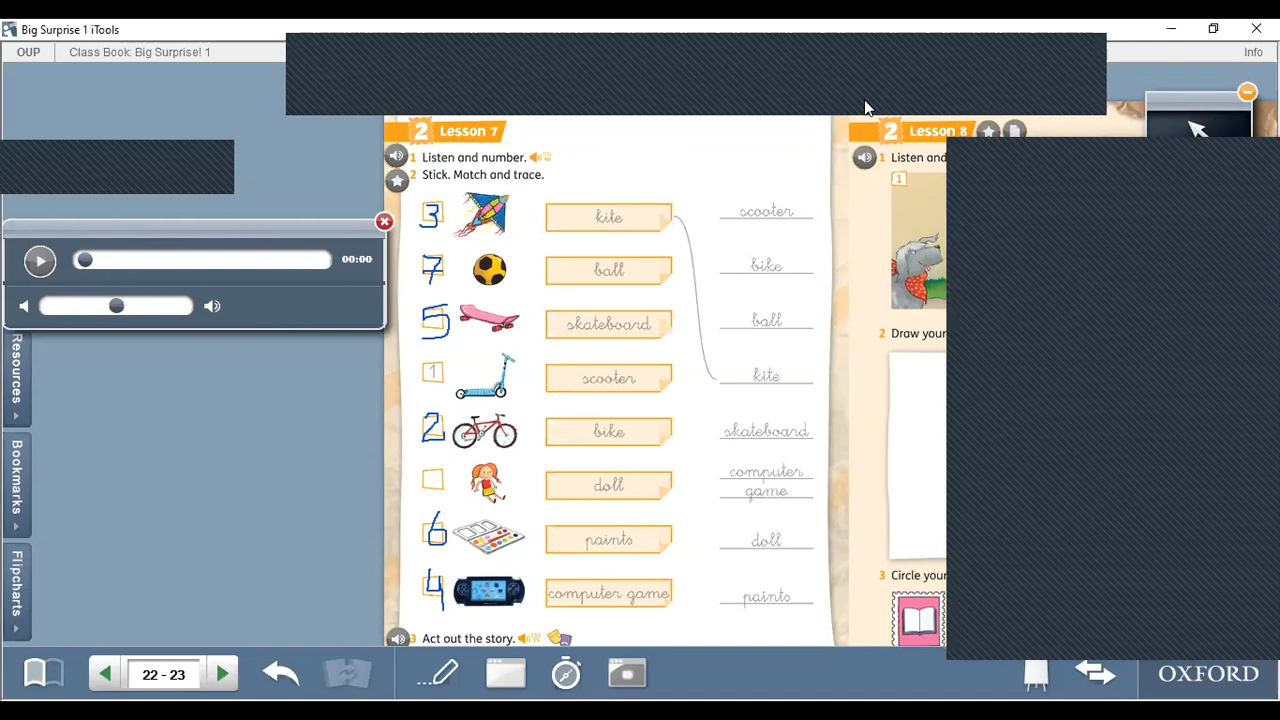 Big Surprise 1 iTools
OUP
Class Book: Big Surprise! 1
Info
2 Lesson 7
1 Listen and number.
2 Stick. Match and trace.
3 kite
7 ball
5 skateboard
1 scooter
2 bike
doll
6 paints
4 computer game
scooter
bike
ball
kite
skateboard
computer
game
doll
paints
3 Act out the story.
2 Lesson 8
1 Listen and
1
2 Draw your
3 Circle your
00:00
Resources
Bookmarks
Flipcharts
22 - 23
OXFORD